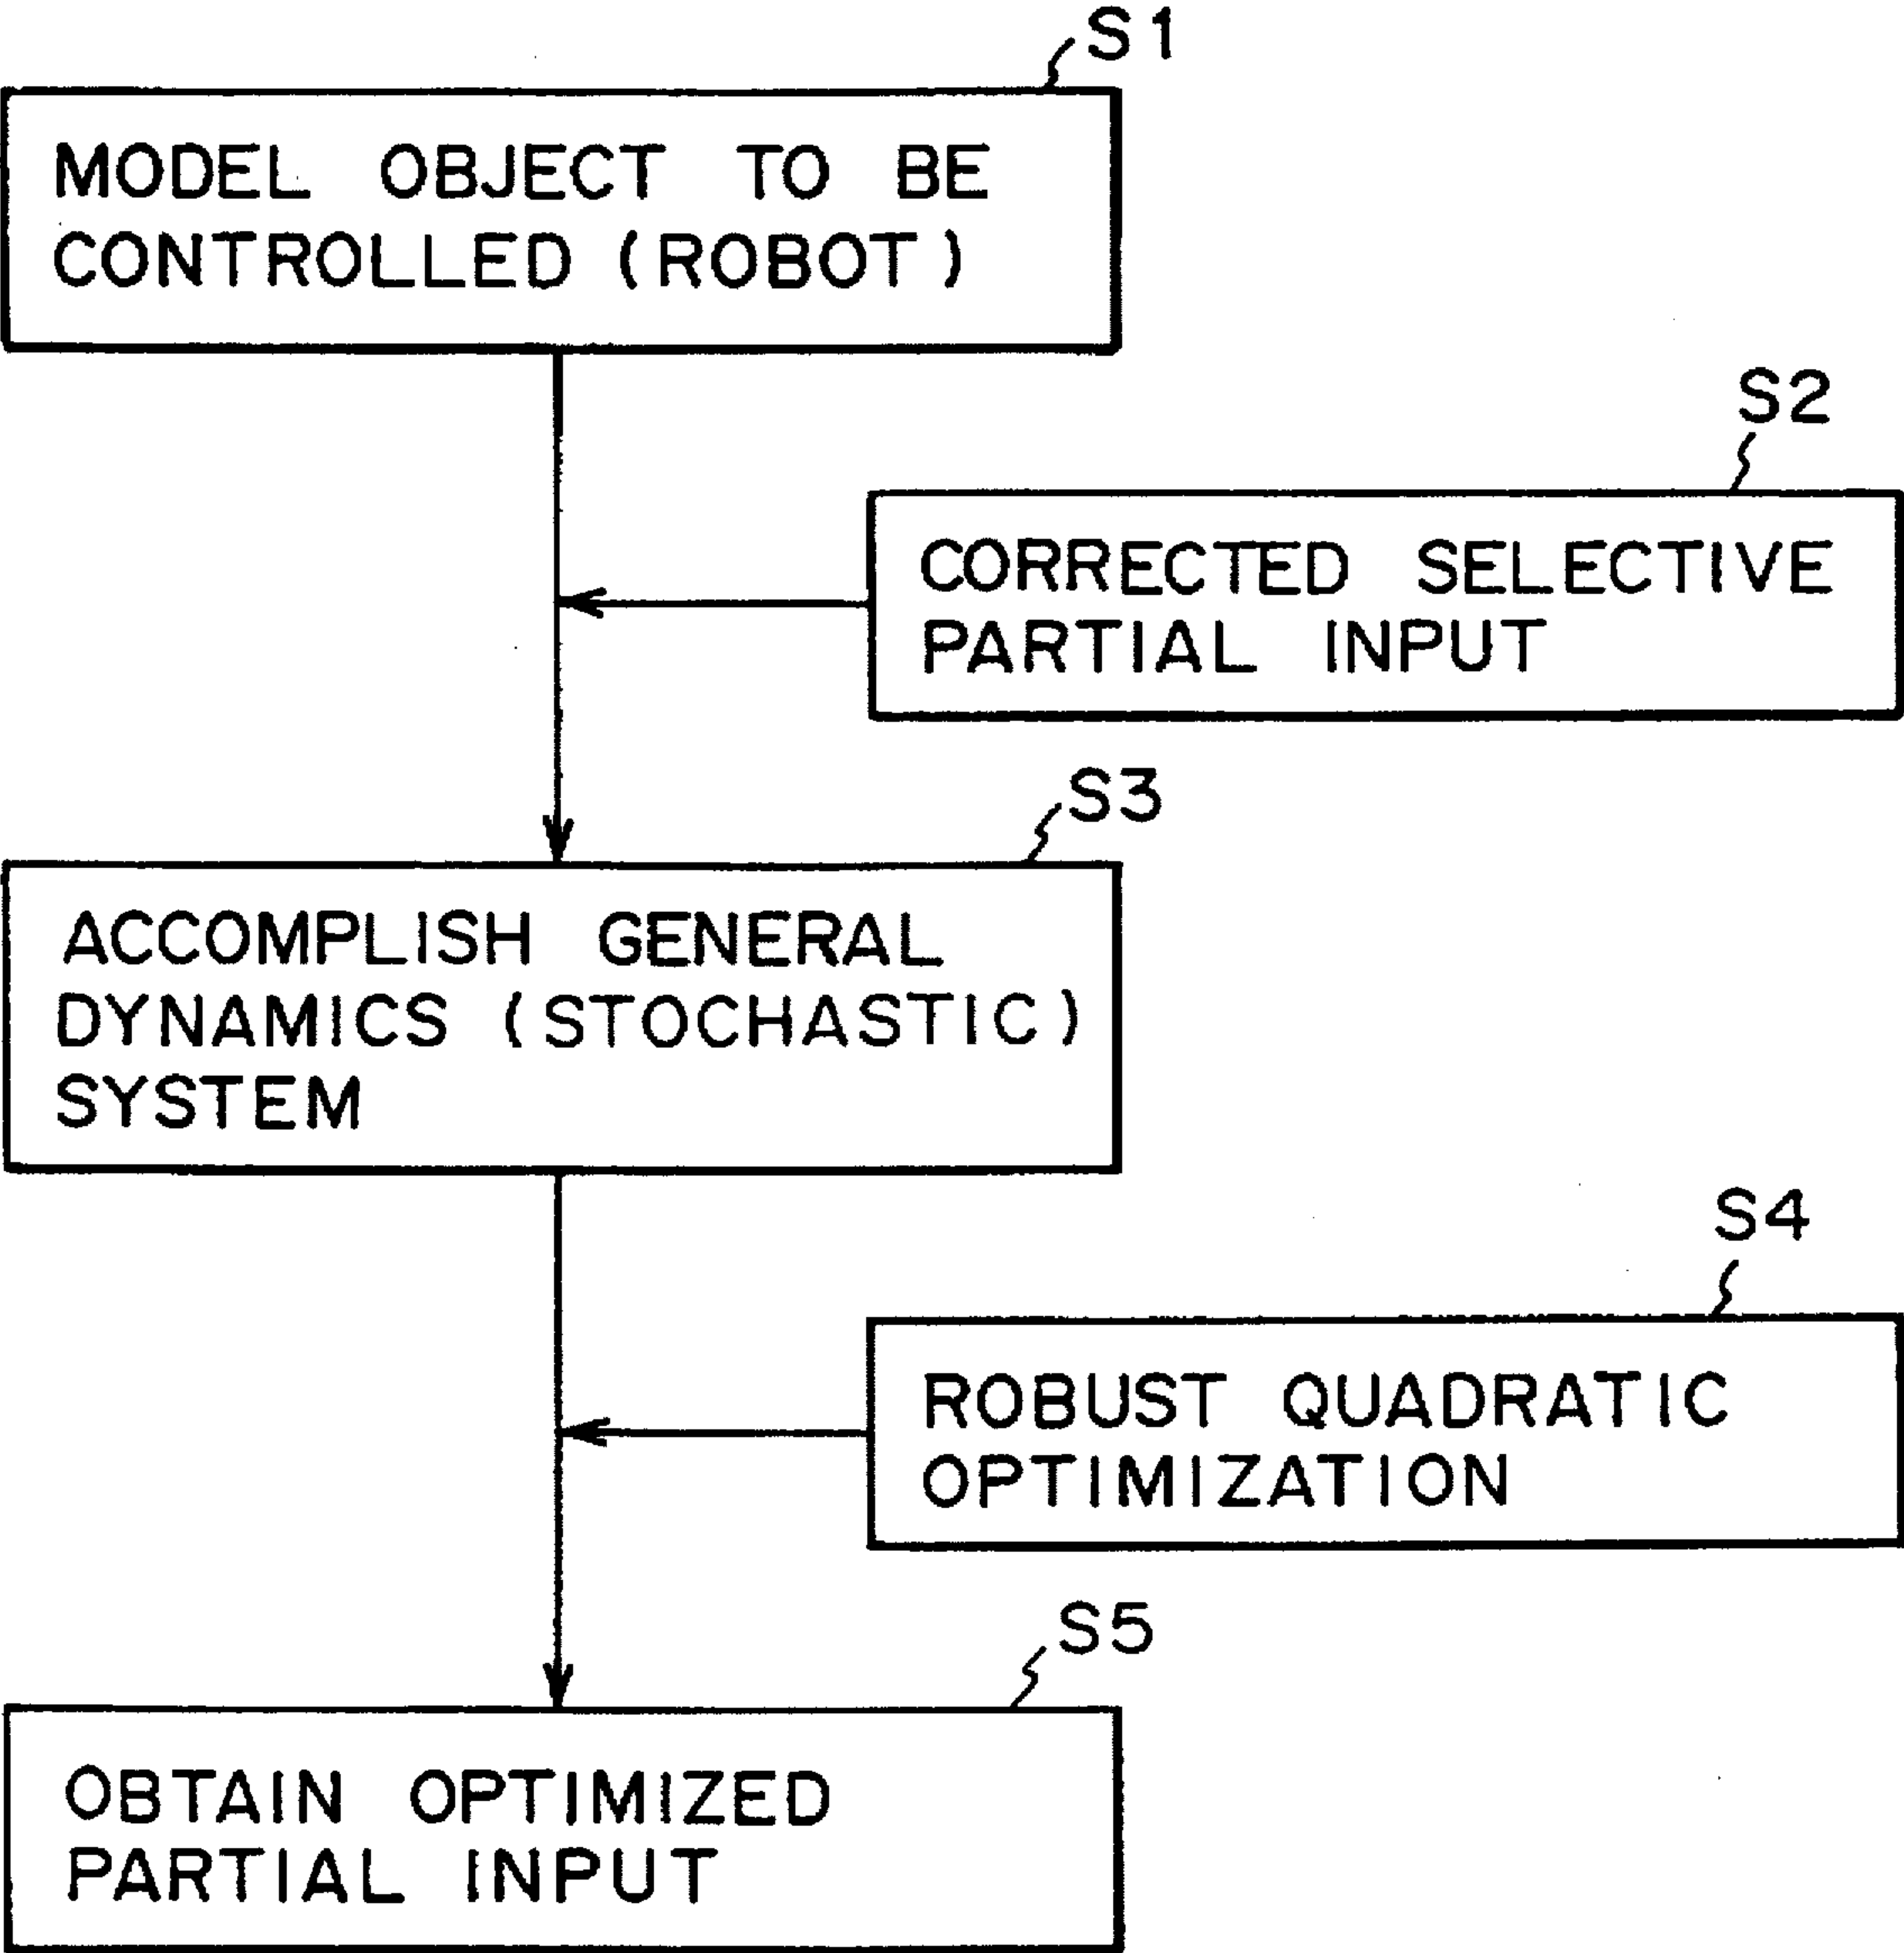 S1
MODEL OBJECT TO BE
CONTROLLED (ROBOT)
S2
CORRECTED SELECTIVE
PARTIAL INPUT
S3
ACCOMPLISH GENERAL
DYNAMICS (STOCHASTIC)
SYSTEM
S4
ROBUST QUADRATIC
OPTIMIZATION
S5
OBTAIN OPTIMIZED
PARTIAL INPUT